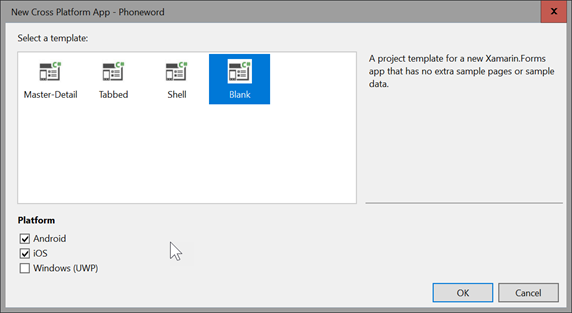 New Cross Platform App - Phoneword
Select a template:
Master-Detail Tabbed Shell Blank
A project template for a new Xamarin.Forms
app that has no extra sample pages or sample
data.
Platform
Android
iOS
Windows (UWP)
OK Cancel